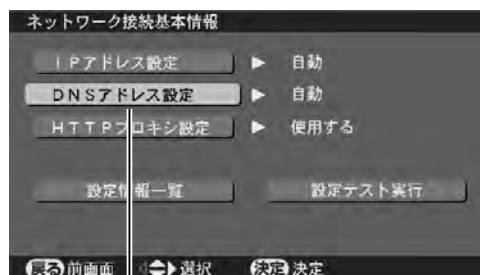 ネットワーク接続基本情報
IPアドレス設定 ▶ 自動
DNSアドレス設定 ▶ 自動
HTTPプロキシ設定 ▶ 使用する
設定情報一覧 設定テスト実行
戻る 前画面 選択 決定 決定